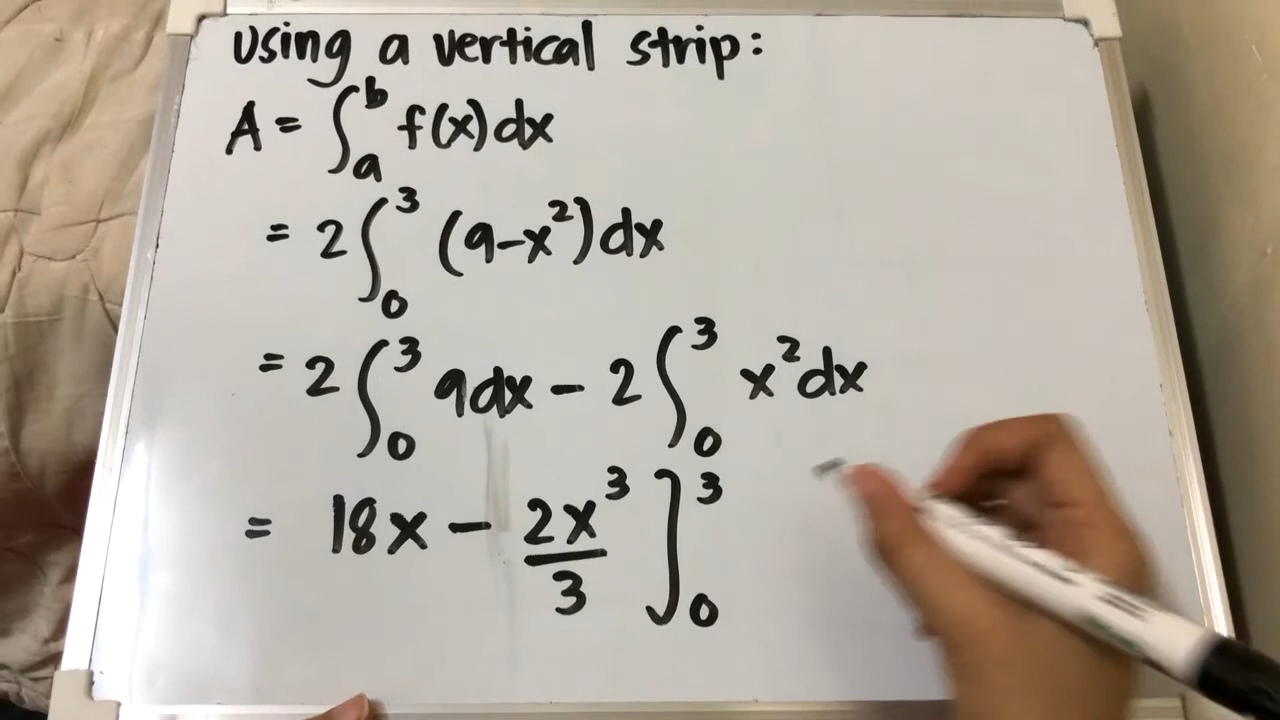 Using a vertical strip:
A = ∫_a^b f(x)dx
= 2∫_0^3 (9-x²)dx
= 2∫_0^3 9dx - 2∫_0^3 x²dx
= 18x - 2x³/3 ]_0^3